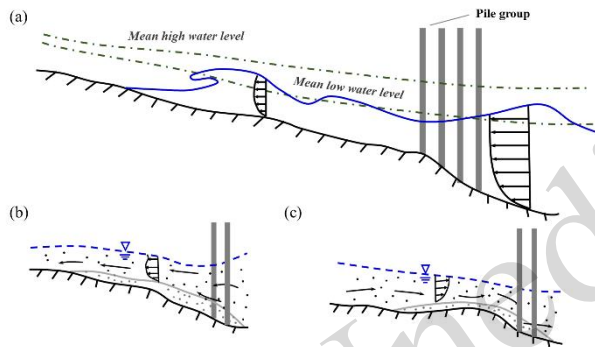 (a)
Pile group
Mean high water level
Mean low water level
(b)
(c)